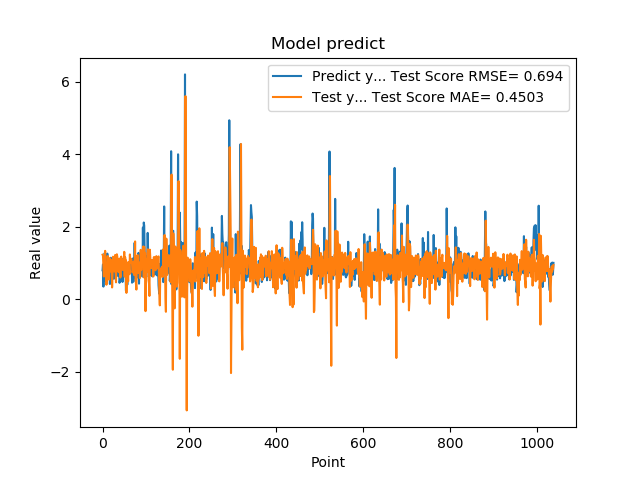 Model predict
Predict y... Test Score RMSE= 0.694
Test y... Test Score MAE= 0.4503
6
4
2
0
−2
Real value
0 200 400 600 800 1000
Point